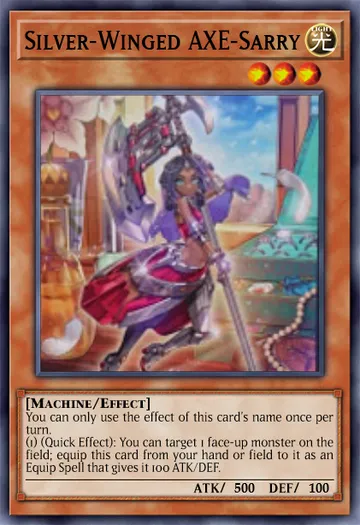 SILVER-WINGED AXE-SARRY
LIGHT
光
[MACHINE/EFFECT]
You can only use the effect of this card's name once per
turn.
(1) (Quick Effect): You can target 1 face-up monster on the
field; equip this card from your hand or field to it as an
Equip Spell that gives it 100 ATK/DEF.
ATK/ 500 DEF/ 100